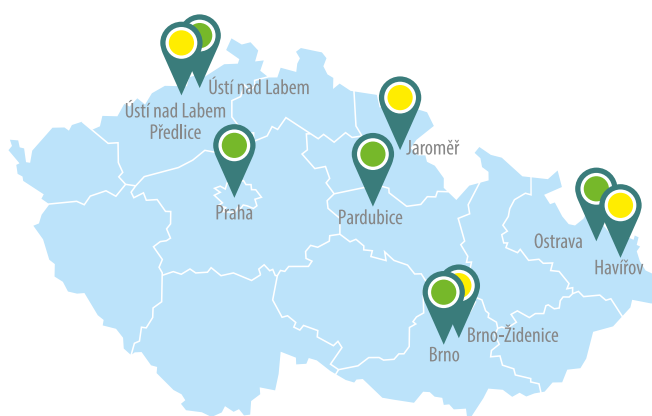 Ústí nad Labem
Ústí nad Labem
Předlice
Jaroměř
Praha
Pardubice
Ostrava
Havířov
Brno-Židenice
Brno